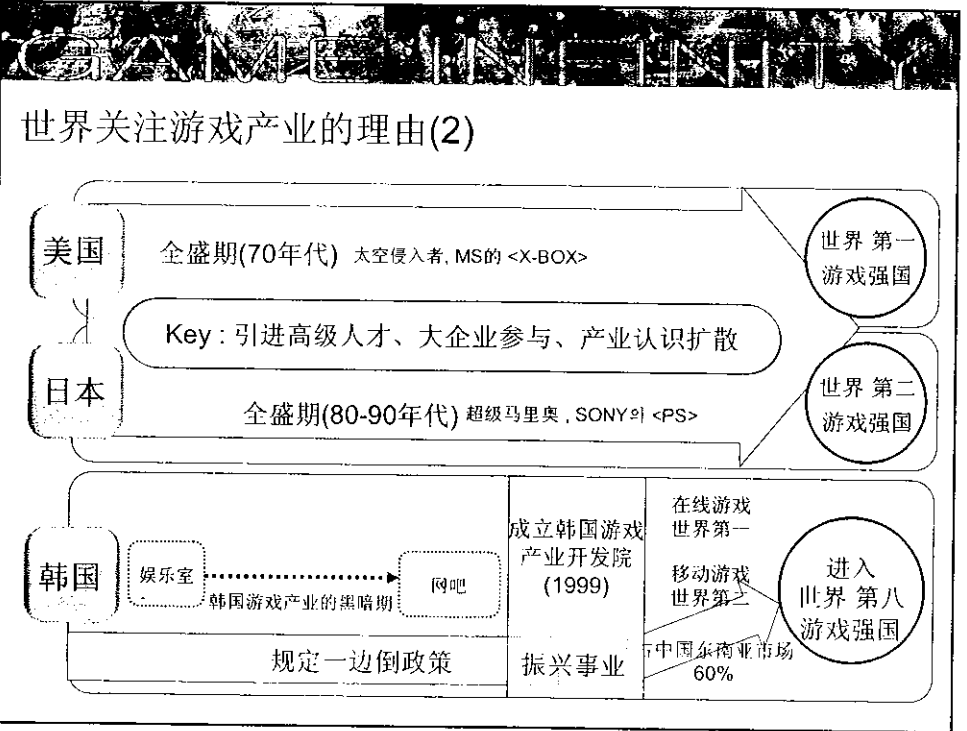 GAME INFINITY
世界关注游戏产业的理由(2)
美国
全盛期(70年代) 太空侵入者, MS的 <X-BOX>
世界 第一
游戏强国
Key : 引进高级人才、大企业参与、产业认识扩散
日本
全盛期(80-90年代) 超级马里奥 , SONY와 <PS>
世界 第二
游戏强国
韩国
娱乐室
韩国游戏产业的黑暗期
网吧
规定一边倒政策
成立韩国游戏
产业开发院
(1999)
振兴事业
在线游戏
世界第一
移动游戏
世界第二
中国东南亚市场
60%
进入
世界 第八
游戏强国